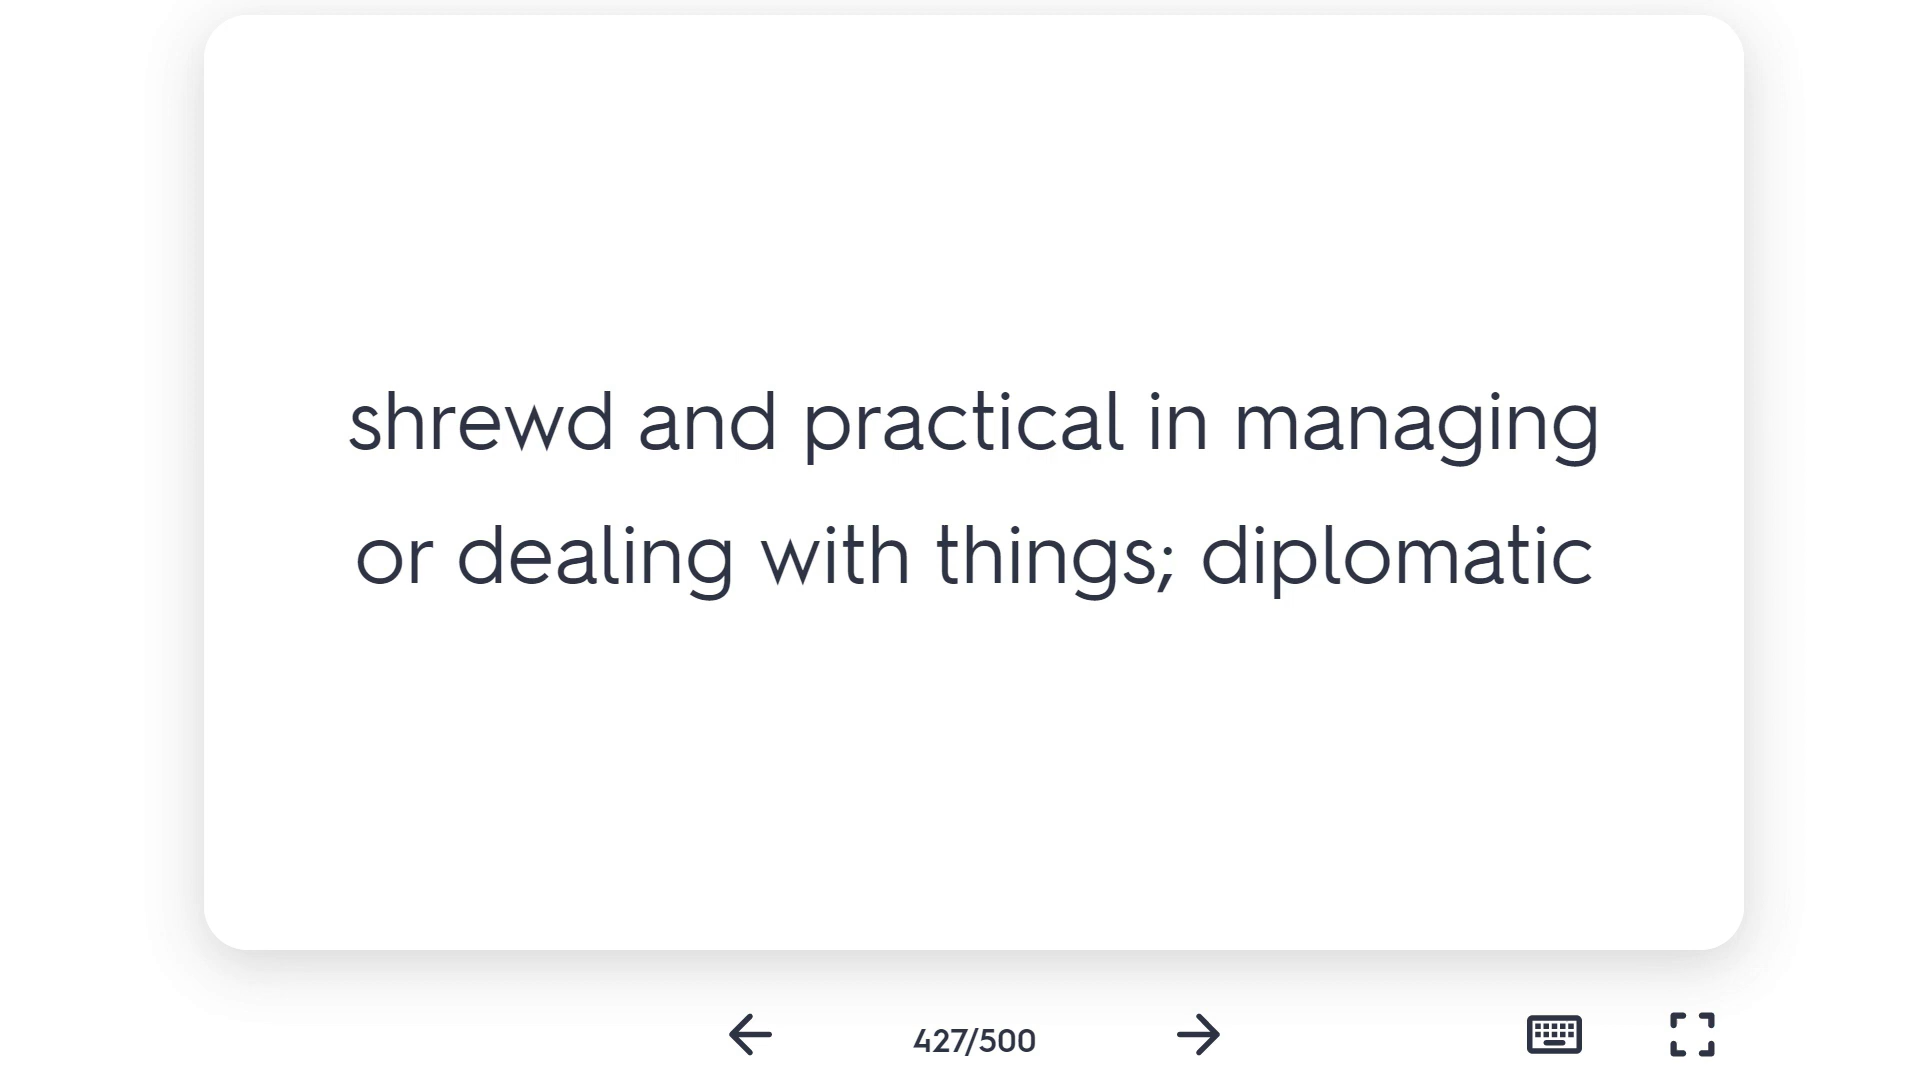 shrewd and practical in managing
or dealing with things; diplomatic
427/500